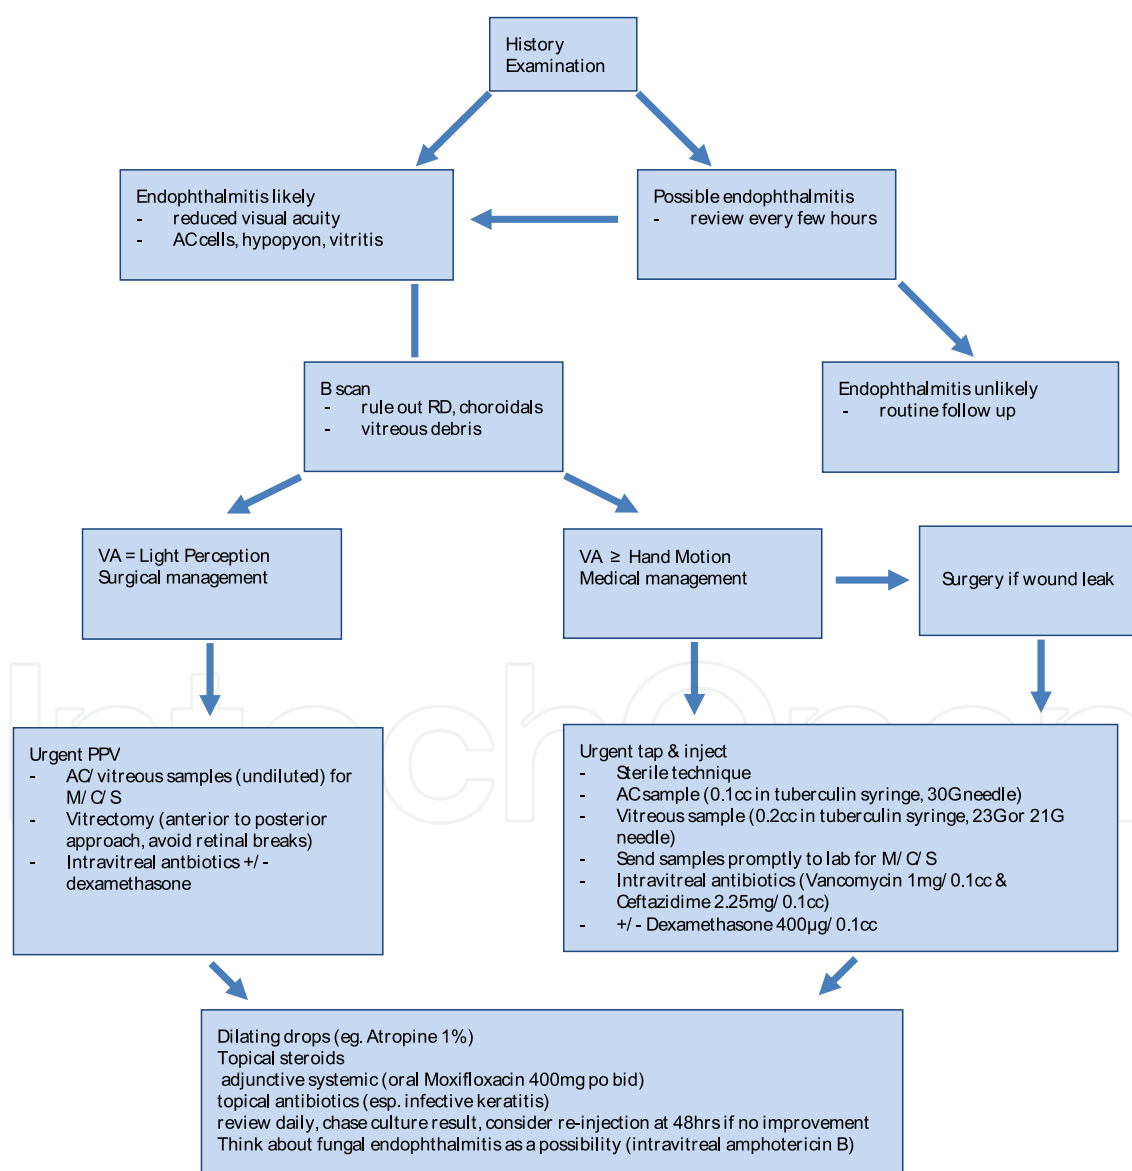 History
Examination
Endophthalmitis likely
- reduced visual acuity
- AC cells, hypopyon, vitritis
Possible endophthalmitis
- review every few hours
B scan
- rule out RD, choroidals
- vitreous debris
Endophthalmitis unlikely
- routine follow up
VA = Light Perception
Surgical management
VA ≥ Hand Motion
Medical management
Surgery if wound leak
Urgent PPV
- AC/ vitreous samples (undiluted) for
M/ C/ S
- Vitrectomy (anterior to posterior
approach, avoid retinal breaks)
- Intravitreal antbiotics +/ -
dexamethasone
Urgent tap & inject
- Sterile technique
- AC sample (0.1cc in tuberculin syringe, 30G needle)
- Vitreous sample (0.2cc in tuberculin syringe, 23G or 21G
needle)
- Send samples promptly to lab for M/ C/ S
- Intravitreal antibiotics (Vancomycin 1mg/ 0.1cc &
Ceftazidime 2.25mg/ 0.1cc)
- +/ - Dexamethasone 400µg/ 0.1cc
Dilating drops (eg. Atropine 1%)
Topical steroids
adjunctive systemic (oral Moxifloxacin 400mg po bid)
topical antibiotics (esp. infective keratitis)
review daily, chase culture result, consider re-injection at 48hrs if no improvement
Think about fungal endophthalmitis as a possibility (intravitreal amphotericin B)
IntechOpen